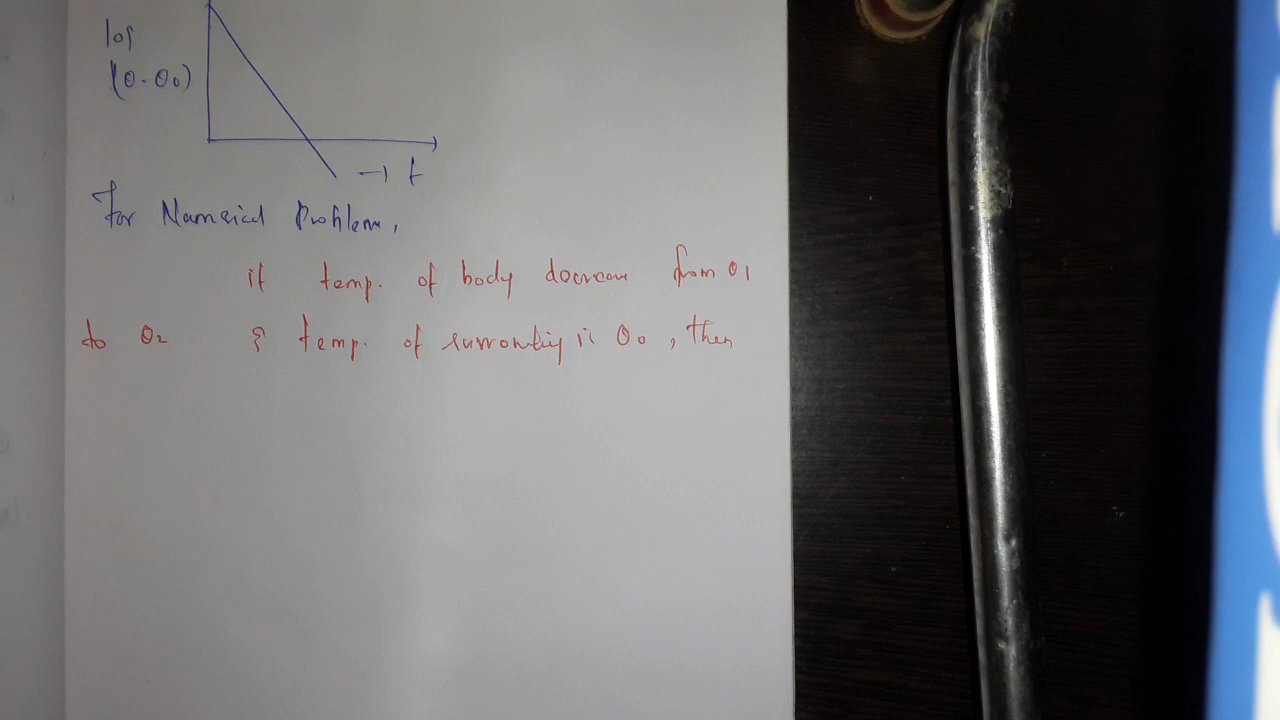 log
(θ-θ₀)
→ t
For Numerical Problem,
if temp. of body decrease from θ₁
to θ₂ & temp. of surrounding is θ₀, then